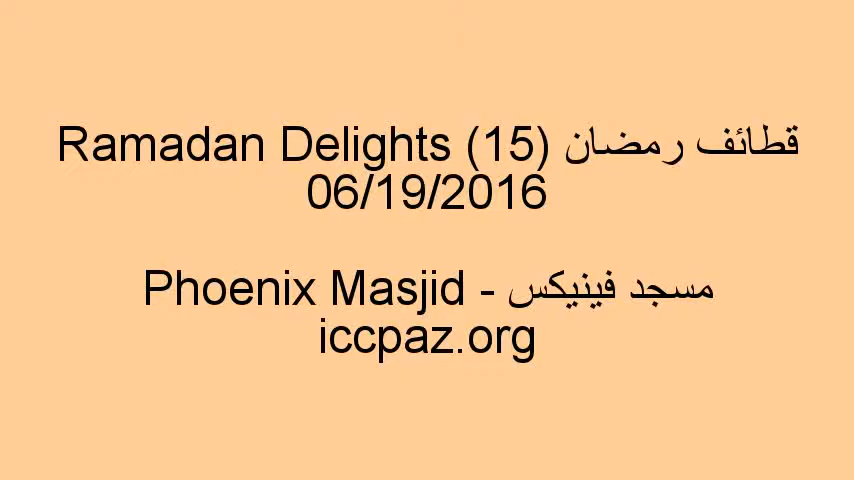 Ramadan Delights (15) قطائف رمضان
06/19/2016
Phoenix Masjid - مسجد فينيكس
iccpaz.org